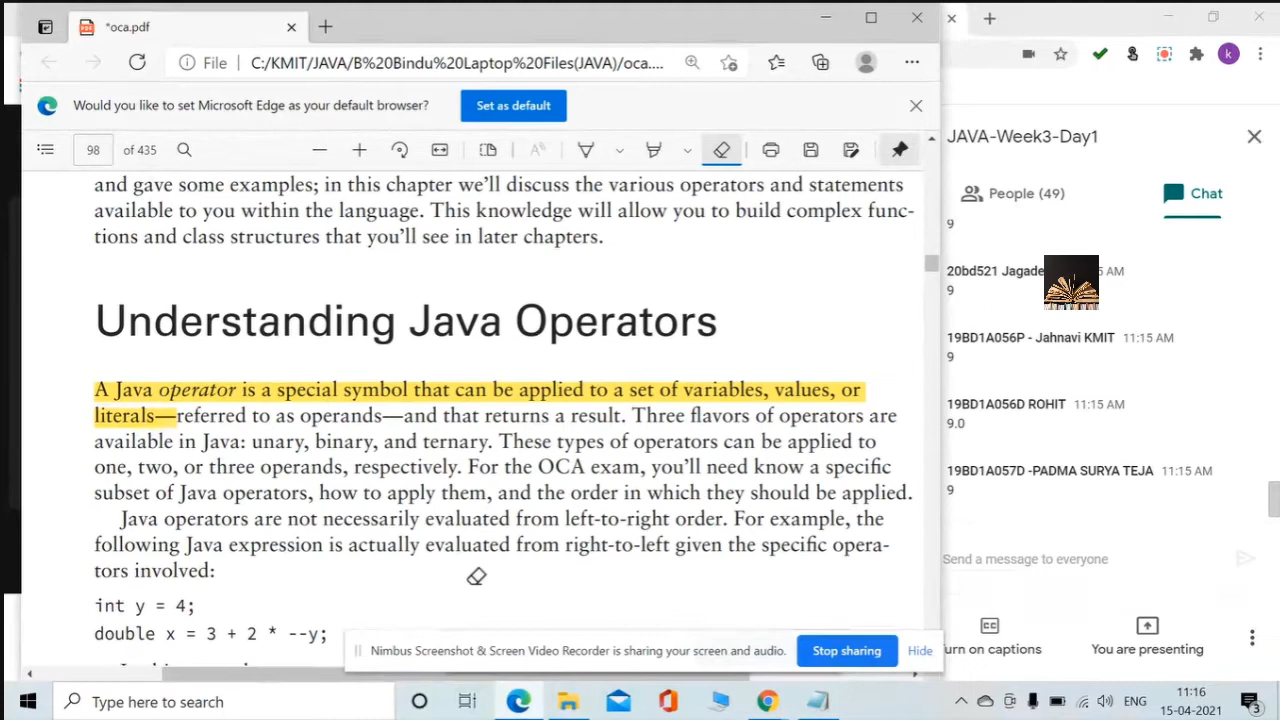 *oca.pdf
File
C:/KMIT/JAVA/B%20Bindu%20Laptop%20Files(JAVA)/oca....
Would you like to set Microsoft Edge as your default browser?
Set as default
98
of 435
and gave some examples; in this chapter we'll discuss the various operators and statements
available to you within the language. This knowledge will allow you to build complex func-
tions and class structures that you'll see in later chapters.
Understanding Java Operators
A Java operator is a special symbol that can be applied to a set of variables, values, or
literals—referred to as operands—and that returns a result. Three flavors of operators are
available in Java: unary, binary, and ternary. These types of operators can be applied to
one, two, or three operands, respectively. For the OCA exam, you'll need know a specific
subset of Java operators, how to apply them, and the order in which they should be applied.
Java operators are not necessarily evaluated from left-to-right order. For example, the
following Java expression is actually evaluated from right-to-left given the specific opera-
tors involved:
int y = 4;
double x = 3 + 2 * --y;
Nimbus Screenshot & Screen Video Recorder is sharing your screen and audio.
Stop sharing
Hide
k
JAVA-Week3-Day1
People (49)
Chat
9
20bd521 Jagade
5 AM
9
19BD1A056P - Jahnavi KMIT 11:15 AM
9
19BD1A056D ROHIT 11:15 AM
9.0
19BD1A057D -PADMA SURYA TEJA 11:15 AM
9
Send a message to everyone
urn on captions
You are presenting
Type here to search
ENG
11:16
15-04-2021
3